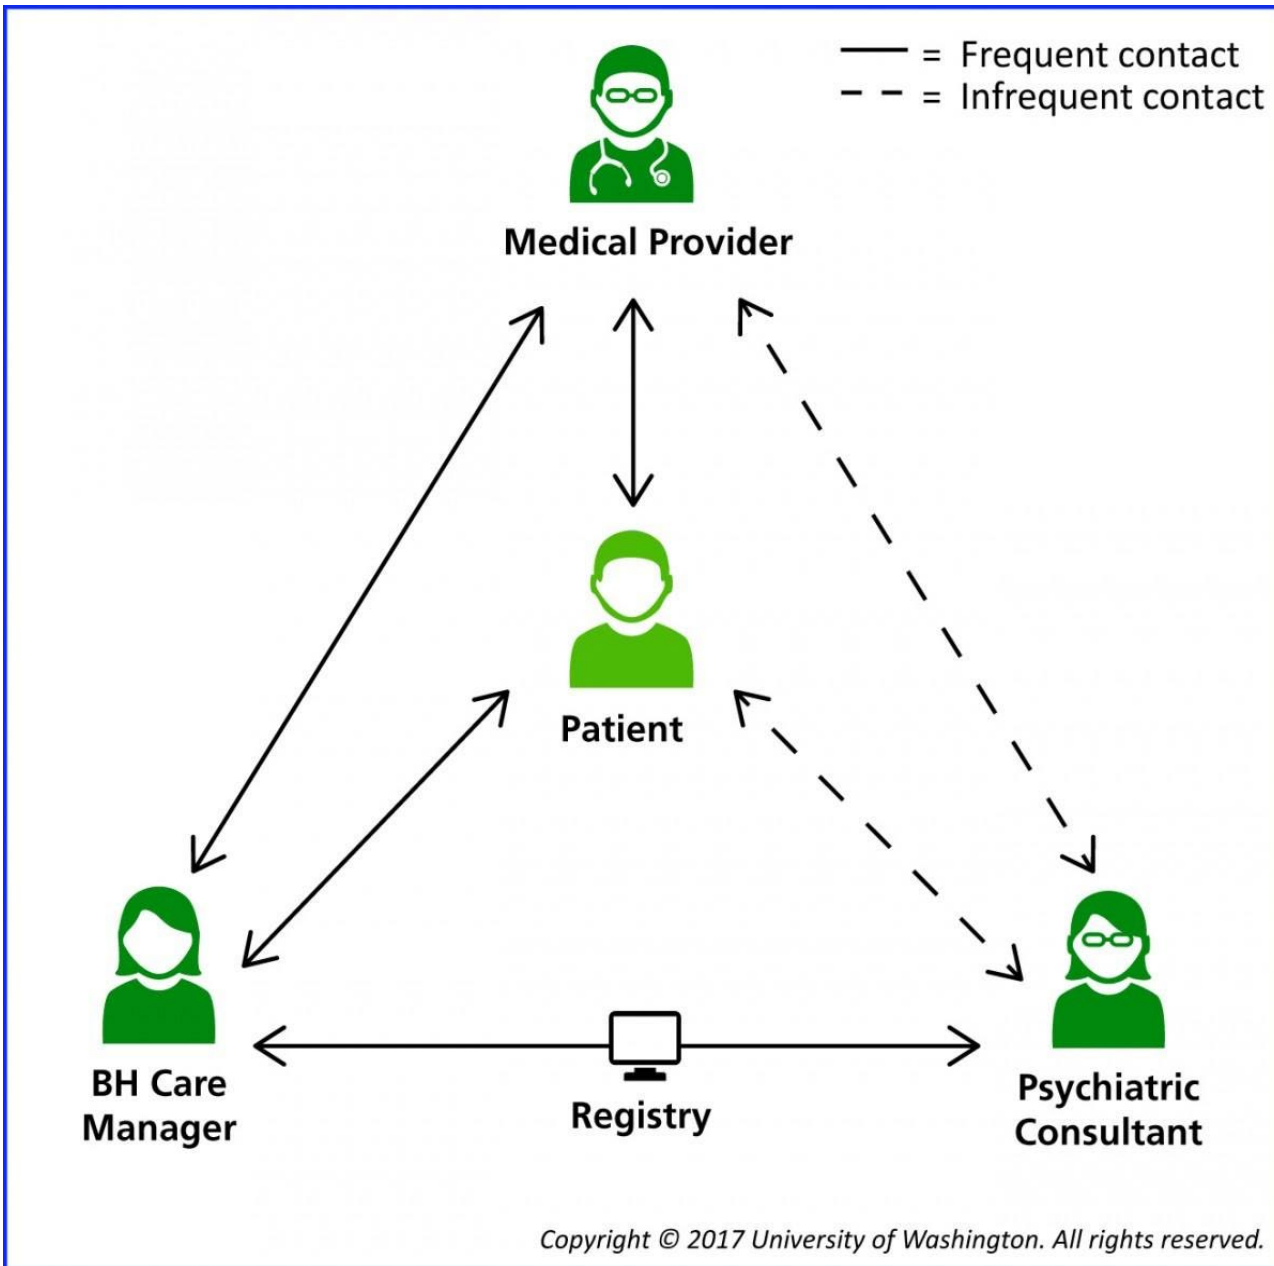 = Frequent contact
= Infrequent contact
Medical Provider
Patient
BH Care
Manager
Registry
Psychiatric
Consultant
Copyright © 2017 University of Washington. All rights reserved.